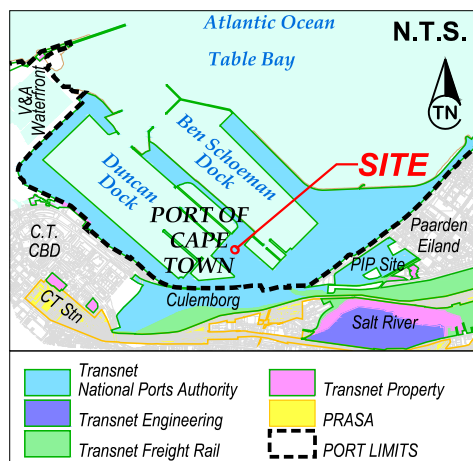 Atlantic Ocean
N.T.S.
Table Bay
TN
V&A
Waterfront
Ben Schoeman
Dock
Duncan
Dock
SITE
PORT OF
CAPE
TOWN
C.T.
CBD
Paarden
Eiland
PIP Site
CT Stn
Culemborg
Salt River
Transnet
National Ports Authority
Transnet Engineering
Transnet Freight Rail
Transnet Property
PRASA
PORT LIMITS